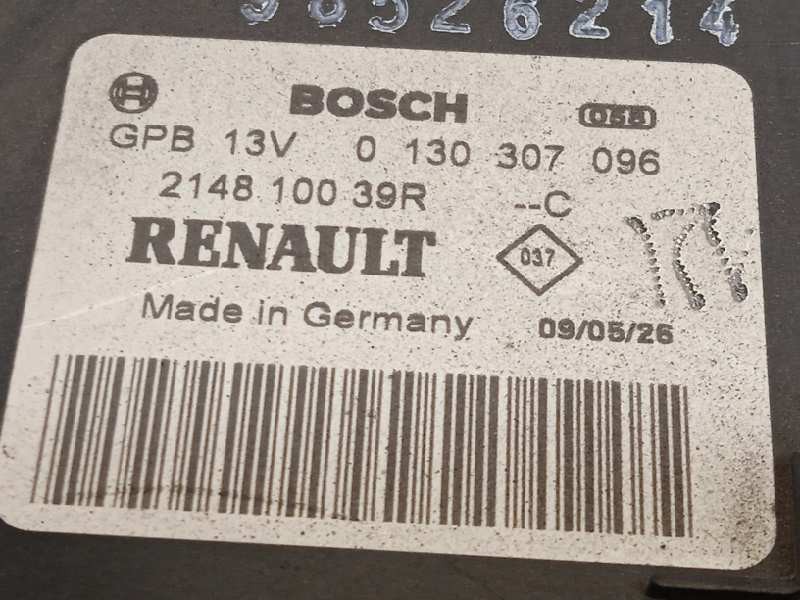 BOSCH
GPB 13V 0 130 307 096
2148 100 39R --C
RENAULT
037
Made in Germany 09/05/26